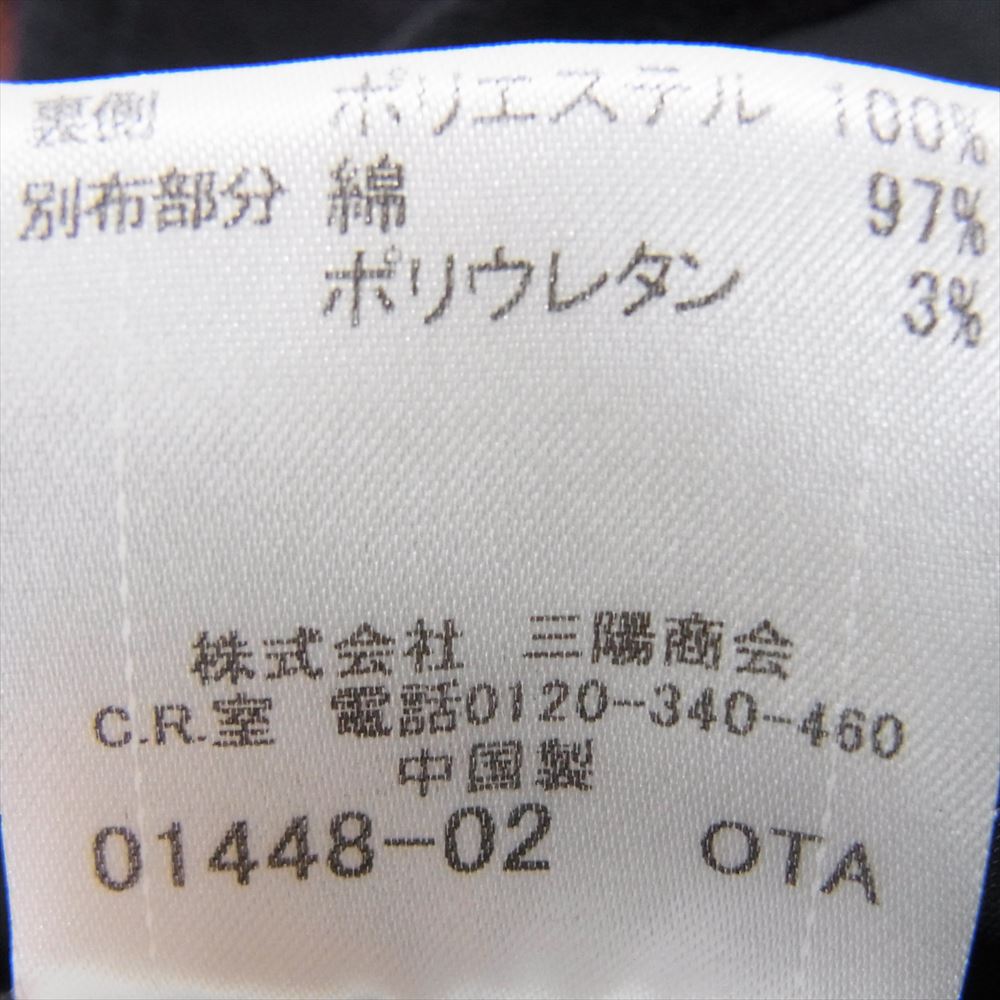 裏側 ポリエステル 100%
別布部分 綿 97%
ポリウレタン 3%
株式会社 三陽商会
C.R.室 電話0120-340-460
中国製
01448-02 OTA